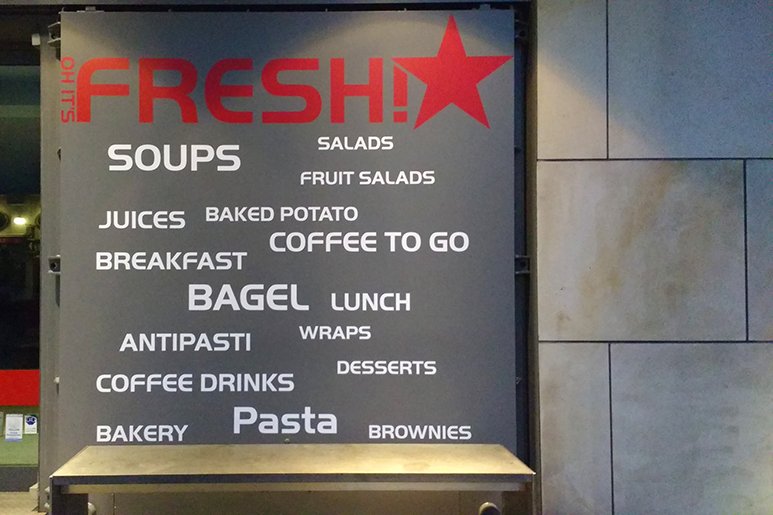 OH IT'S
FRESH!
SOUPS
SALADS
FRUIT SALADS
JUICES
BAKED POTATO
COFFEE TO GO
BREAKFAST
BAGEL
LUNCH
ANTIPASTI
WRAPS
DESSERTS
COFFEE DRINKS
Pasta
BAKERY
BROWNIES